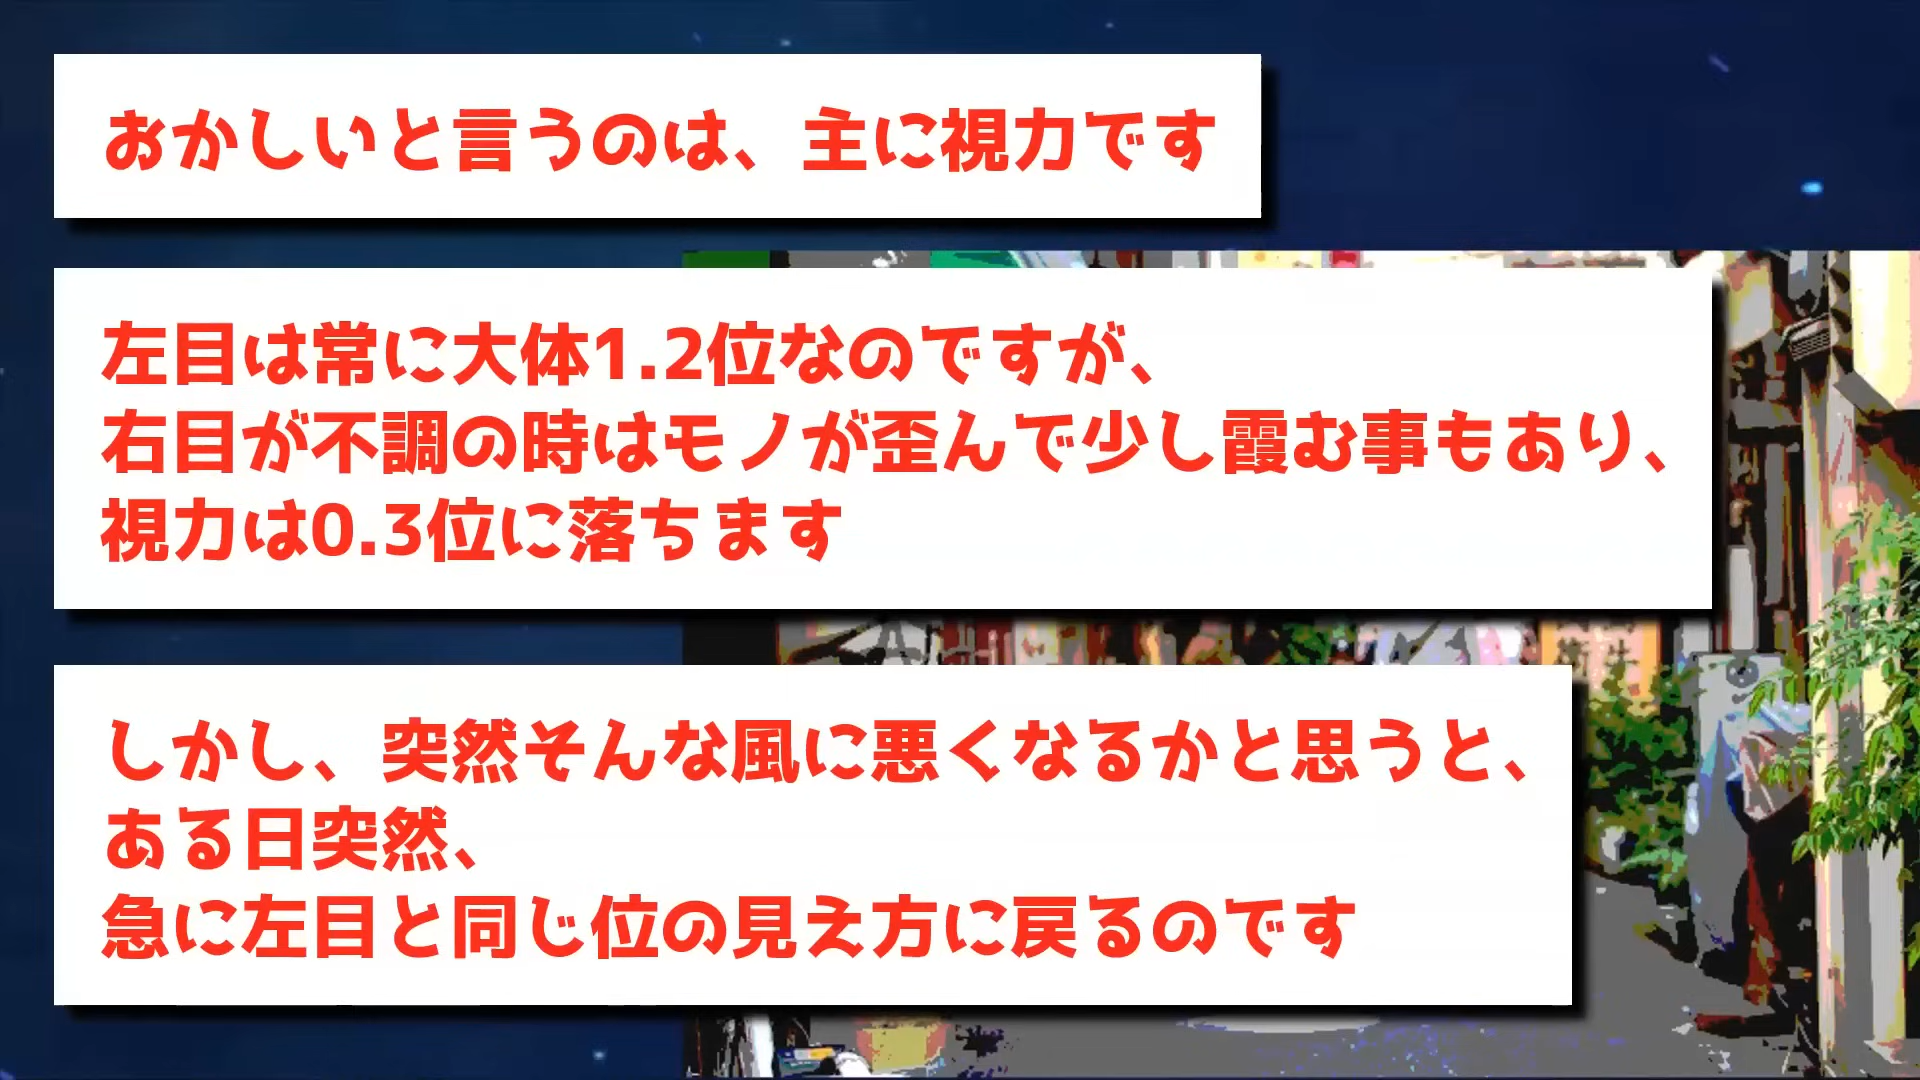 おかしいと言うのは、主に視力です
左目は常に大体1.2位なのですが、
右目が不調の時はモノが歪んで少し霞む事もあり、
視力は0.3位に落ちます
しかし、突然そんな風に悪くなるかと思うと、
ある日突然、
急に左目と同じ位の見え方に戻るのです